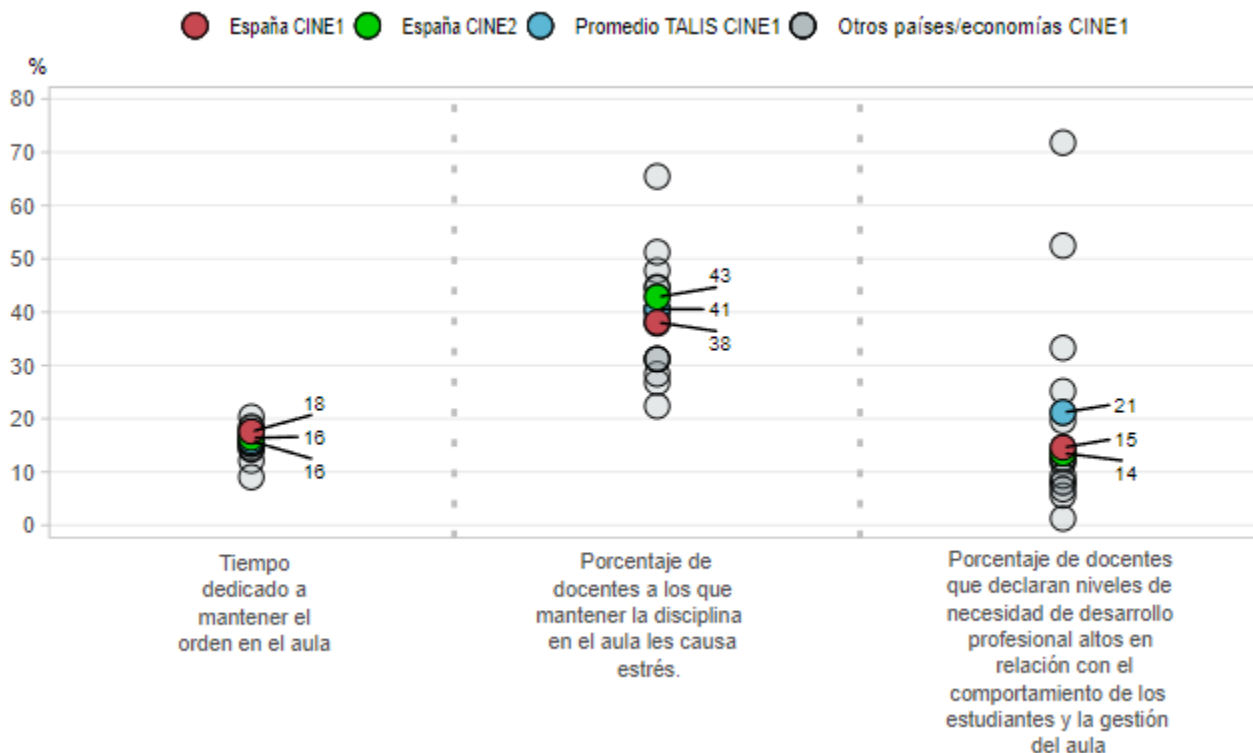 España CINE1 España CINE2 Promedio TALIS CINE1 Otros países/economías CINE1
%
80
70
60
50
40
30
20
10
0
18
16
16
43
41
38
21
15
14
Tiempo
dedicado a
mantener el
orden en el aula
Porcentaje de
docentes a los que
mantener la disciplina
en el aula les causa
estrés.
Porcentaje de docentes
que declaran niveles de
necesidad de desarrollo
profesional altos en
relación con el
comportamiento de los
estudiantes y la gestión
del aula